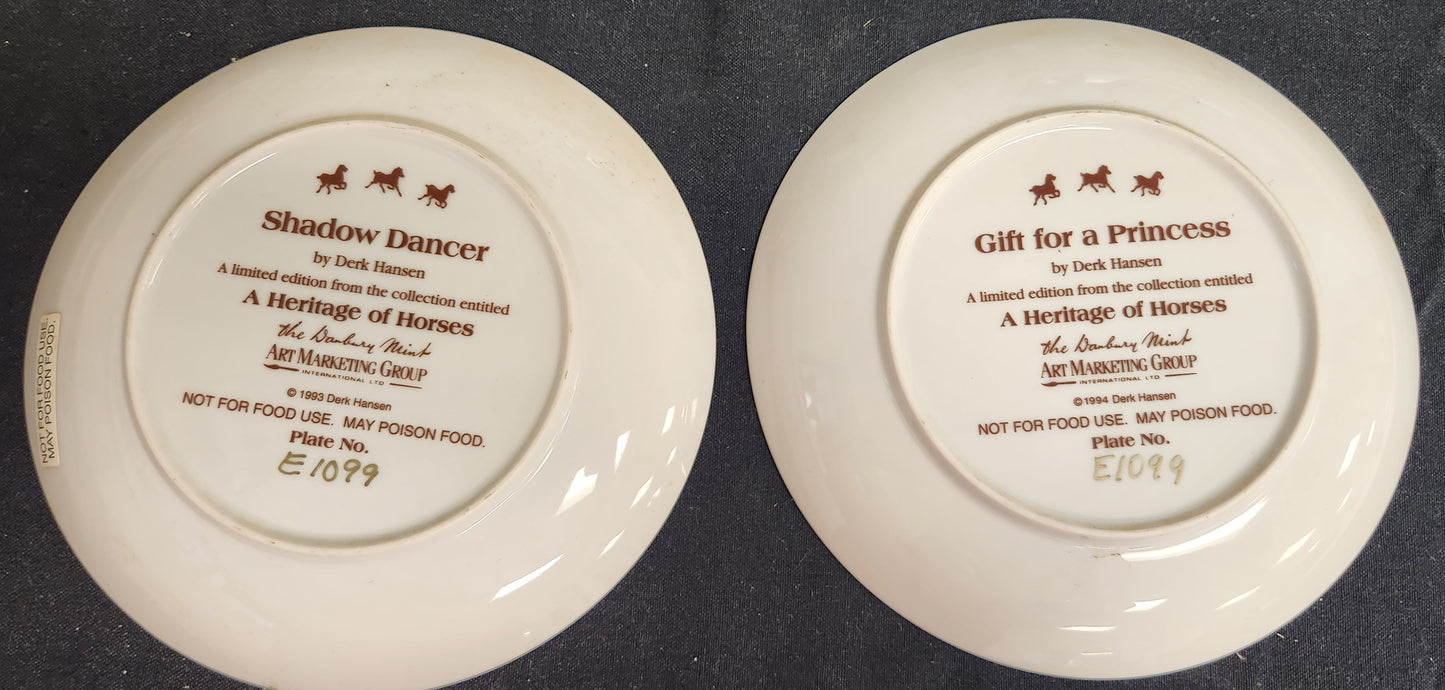 Shadow Dancer
by Derk Hansen
A limited edition from the collection entitled
A Heritage of Horses
the Danbury Mint
ART MARKETING GROUP
INTERNATIONAL LTD
© 1993 Derk Hansen
NOT FOR FOOD USE. MAY POISON FOOD.
Plate No.
E1099
NOT FOR FOOD USE.
MAY POISON FOOD.
Gift for a Princess
by Derk Hansen
A limited edition from the collection entitled
A Heritage of Horses
the Danbury Mint
ART MARKETING GROUP
INTERNATIONAL LTD
© 1994 Derk Hansen
NOT FOR FOOD USE. MAY POISON FOOD.
Plate No.
E1099